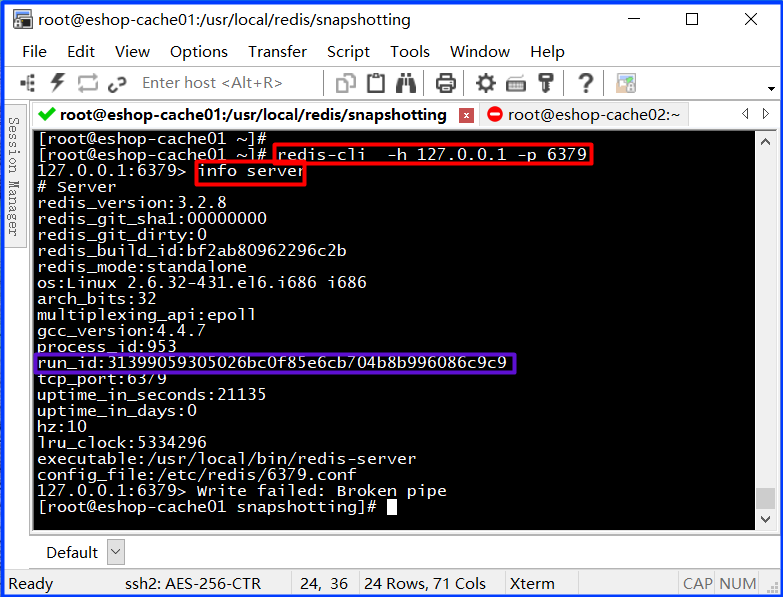 root@eshop-cache01:/usr/local/redis/snapshotting
File Edit View Options Transfer Script Tools Window Help
Enter host <Alt+R>
root@eshop-cache01:/usr/local/redis/snapshotting root@eshop-cache02:~
Session Manager
[root@eshop-cache01 ~]#
[root@eshop-cache01 ~]# redis-cli  -h 127.0.0.1 -p 6379
127.0.0.1:6379> info server
# Server
redis_version:3.2.8
redis_git_sha1:00000000
redis_git_dirty:0
redis_build_id:bf2ab80962296c2b
redis_mode:standalone
os:Linux 2.6.32-431.el6.i686 i686
arch_bits:32
multiplexing_api:epoll
gcc_version:4.4.7
process_id:953
run_id:31399059305026bc0f85e6cb704b8b996086c9c9
tcp_port:6379
uptime_in_seconds:21135
uptime_in_days:0
hz:10
lru_clock:5334296
executable:/usr/local/bin/redis-server
config_file:/etc/redis/6379.conf
127.0.0.1:6379> Write failed: Broken pipe
[root@eshop-cache01 snapshotting]#
Default
Ready ssh2: AES-256-CTR 24, 36 24 Rows, 71 Cols Xterm CAP NUM